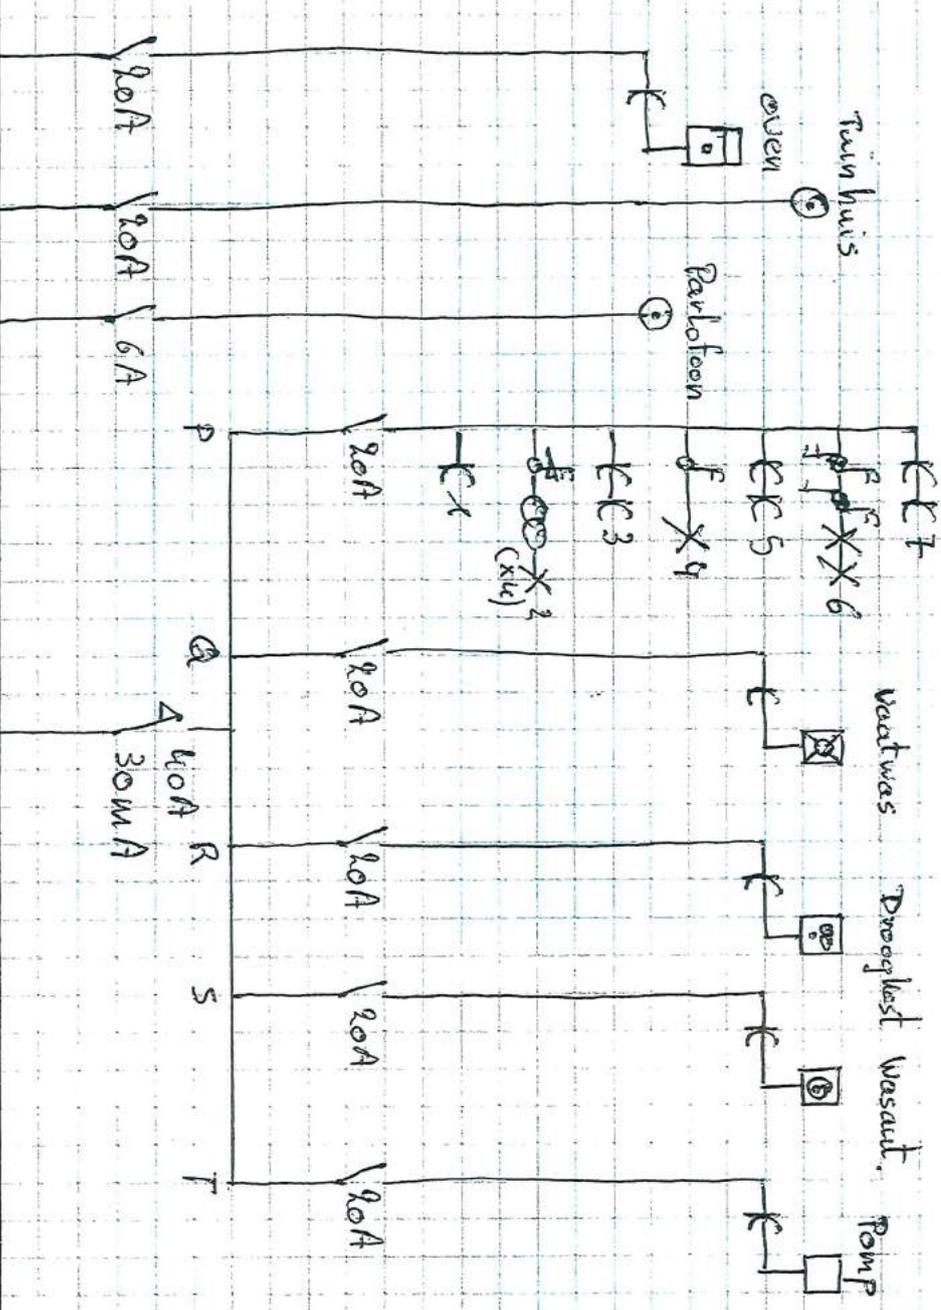 7
Tuinhuis
6
Vaatwas
Droogkast
Wasaut.
Pomp
oven
5
Parlofoon
4
3
2
(x4)
1
20A
20A
20A
20A
20A
P
Q
R
S
T
Δ 40A
30mA
20A
20A
6A